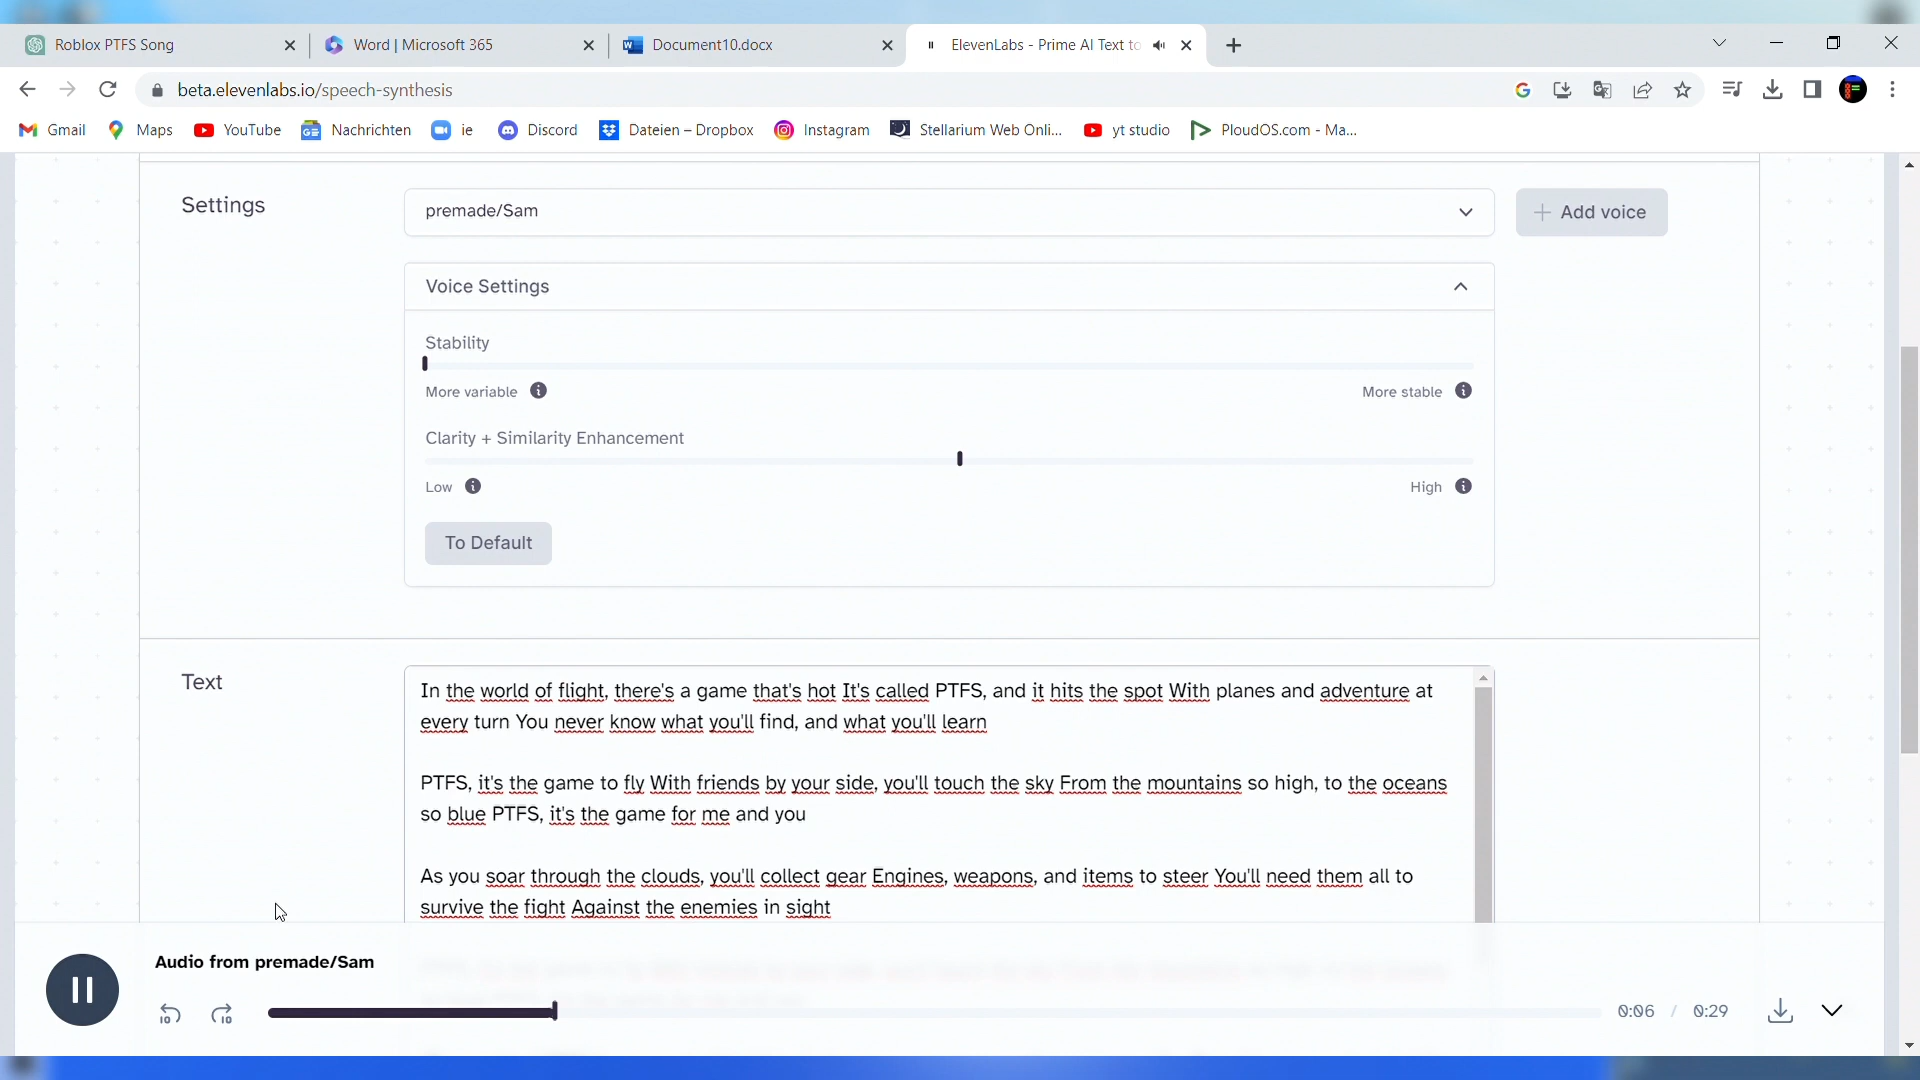 Roblox PTFS Song
Word | Microsoft 365
Document10.docx
ElevenLabs - Prime AI Text to
beta.elevenlabs.io/speech-synthesis
Gmail
Maps
YouTube
Nachrichten
ie
Discord
Dateien – Dropbox
Instagram
Stellarium Web Onli...
yt studio
PloudOS.com - Ma...
Settings
premade/Sam
Add voice
Voice Settings
Stability
More variable
More stable
Clarity + Similarity Enhancement
Low
High
To Default
Text
In the world of flight, there's a game that's hot It's called PTFS, and it hits the spot With planes and adventure at
every turn You never know what you'll find, and what you'll learn
PTFS, it's the game to fly With friends by your side, you'll touch the sky From the mountains so high, to the oceans
so blue PTFS, it's the game for me and you
As you soar through the clouds, you'll collect gear Engines, weapons, and items to steer You'll need them all to
survive the fight Against the enemies in sight
Audio from premade/Sam
10
10
0:06 / 0:29